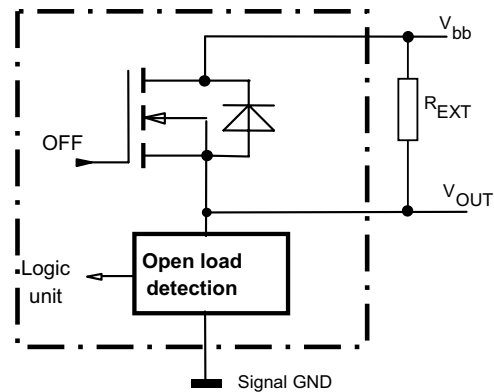 V bb
R EXT
OFF
V OUT
Open load
detection
Logic
unit
Signal GND